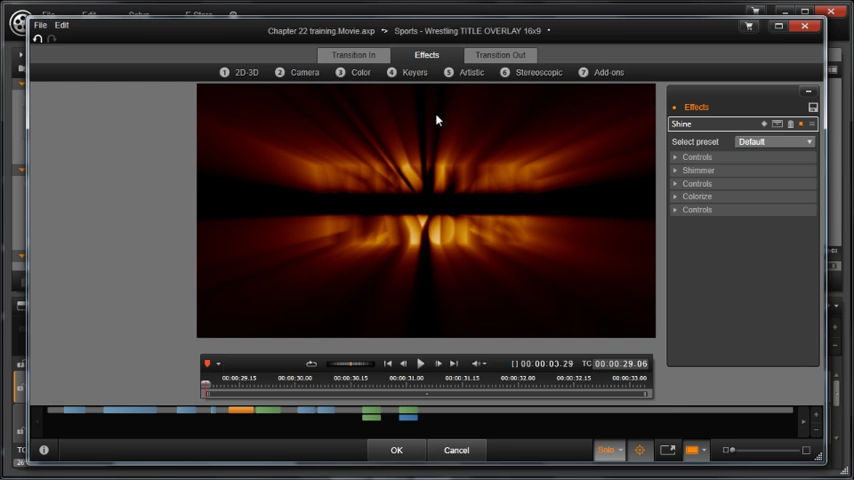 File Edit
Chapter 22 training.Movie.axp *> Sports - Wrestling TITLE OVERLAY 16x9 •
Transition In Effects Transition Out
1 2D-3D 2 Camera 3 Color 4 Keyers 5 Artistic 6 Stereoscopic 7 Add-ons
Effects
Shine
Select preset Default
Controls
Shimmer
Controls
Colorize
Controls
[] 00:00:03.29 TC 00:00:29.06
00:00:29.15 00:00:30.00 00:00:30.15 00:00:31.00 00:00:31.15 00:00:32.00 00:00:32.15 00:00:33.00
OK Cancel Solo